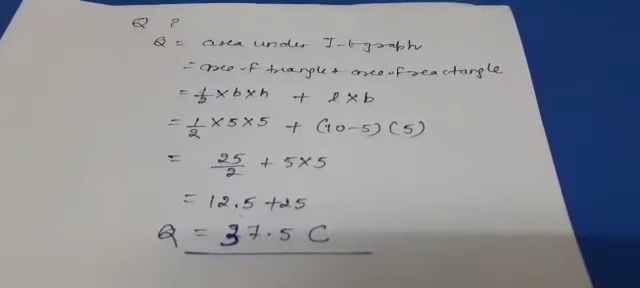 Q ?
Q = area under I-t graph
= area of triangle + area of reactangle
= 1/2 × b × h + l × b
= 1/2 × 5 × 5 + (10-5) (5)
= 25/2 + 5 × 5
= 12.5 + 25
Q = 37.5 C